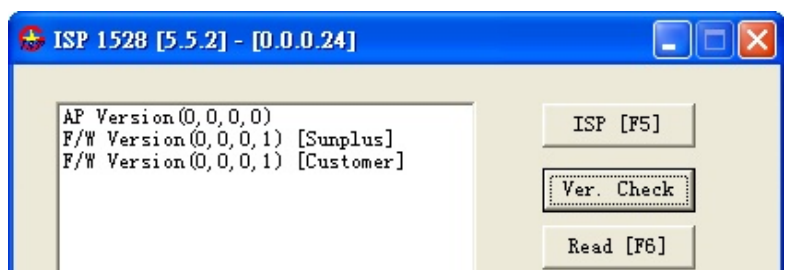 ISP 1528 [5.5.2] - [0.0.0.24]
AP Version(0,0,0,0)
F/W Version(0,0,0,1) [Sunplus]
F/W Version(0,0,0,1) [Customer]
ISP [F5]
Ver. Check
Read [F6]